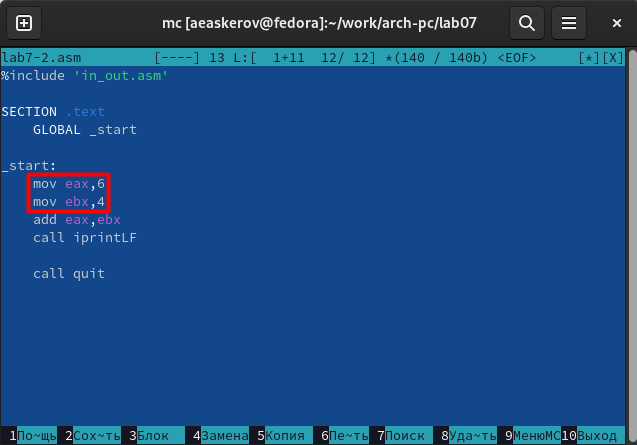 mc [aeaskerov@fedora]:~/work/arch-pc/lab07
lab7-2.asm [----] 13 L:[ 1+11 12/ 12] *(140 / 140b) <EOF> [*][X]
%include 'in_out.asm'
SECTION .text
GLOBAL _start
_start:
mov eax,6
mov ebx,4
add eax,ebx
call iprintLF
call quit
1По~щь 2Сох~ть 3Блок 4Замена 5Копия 6Пе~ть 7Поиск 8Уда~ть 9МенюMC 10Выход